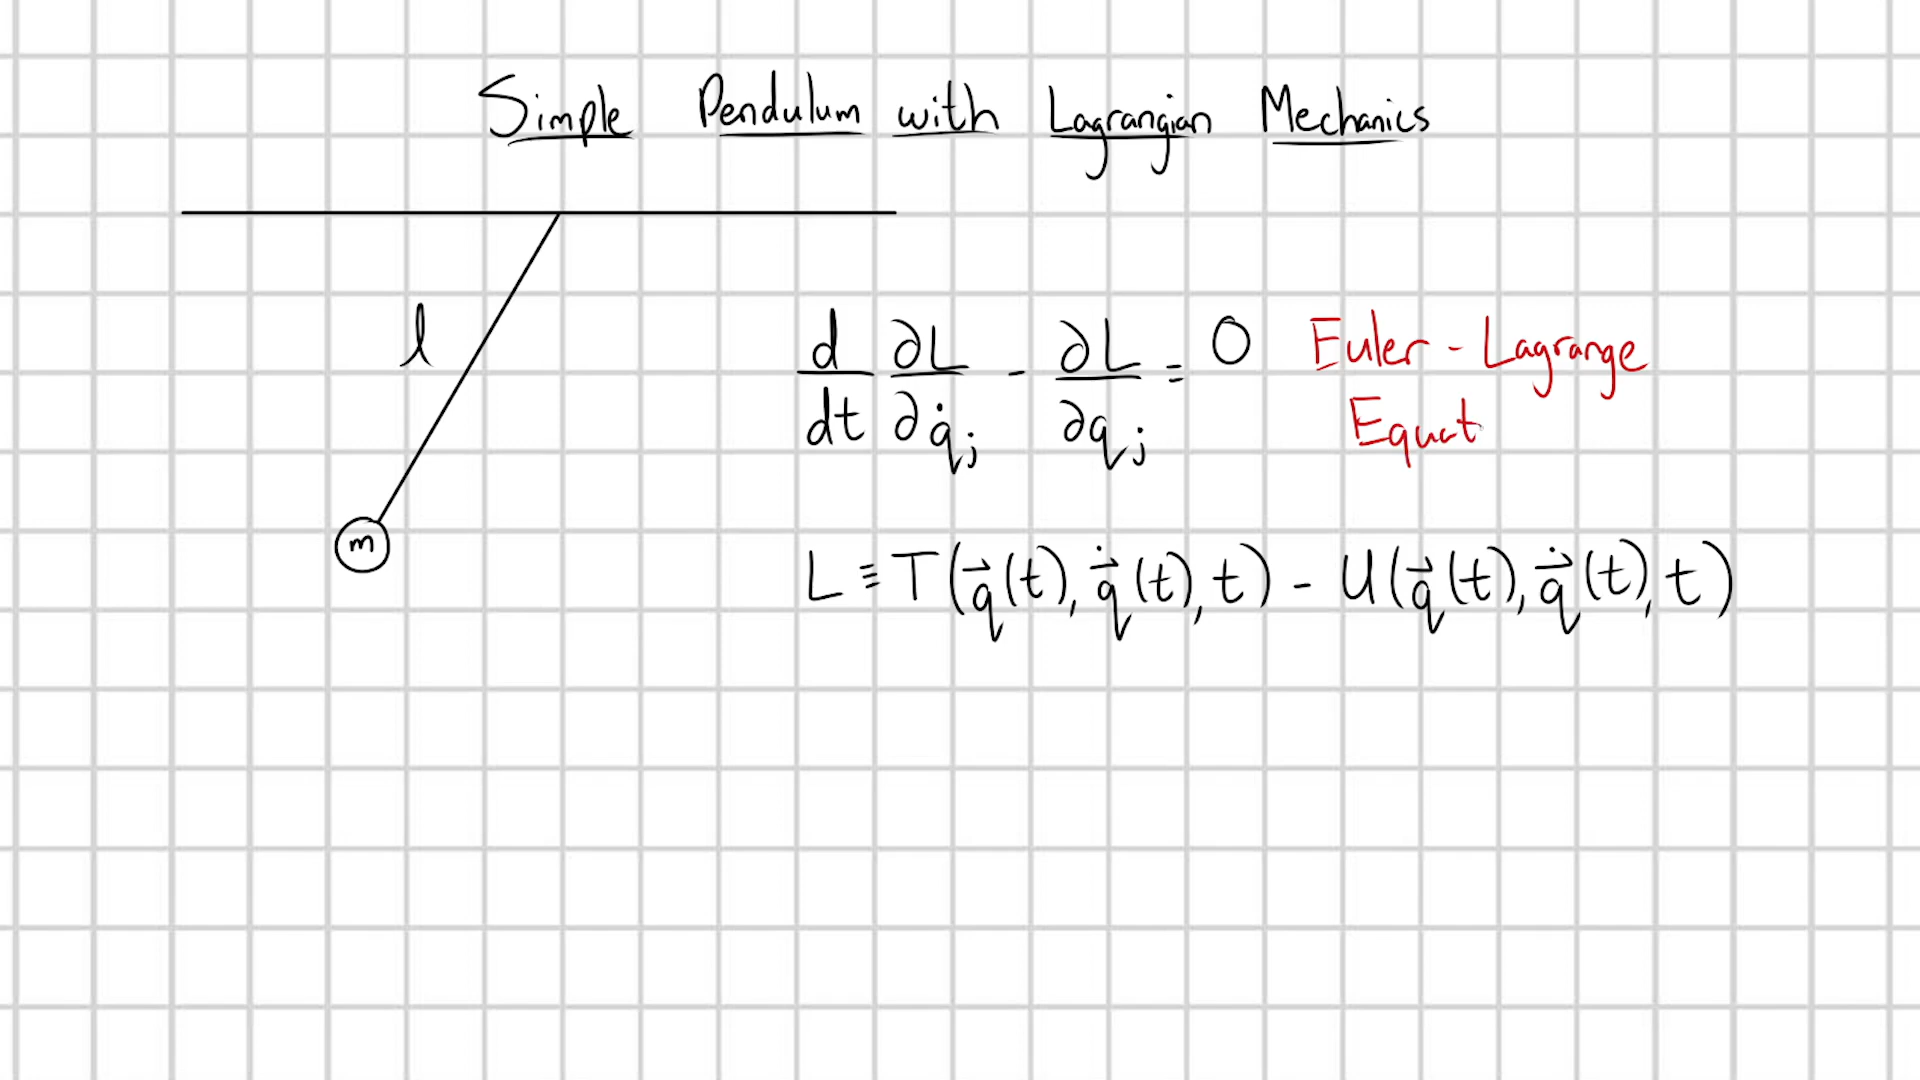 Simple Pendulum with Lagrangian Mechanics
l
m
d/dt ∂L/∂q̇ⱼ - ∂L/∂qⱼ = 0
Euler - Lagrange
Equat
L ≡ T(q⃗(t), q⃗̇(t), t) - U(q⃗(t), q⃗̇(t), t)